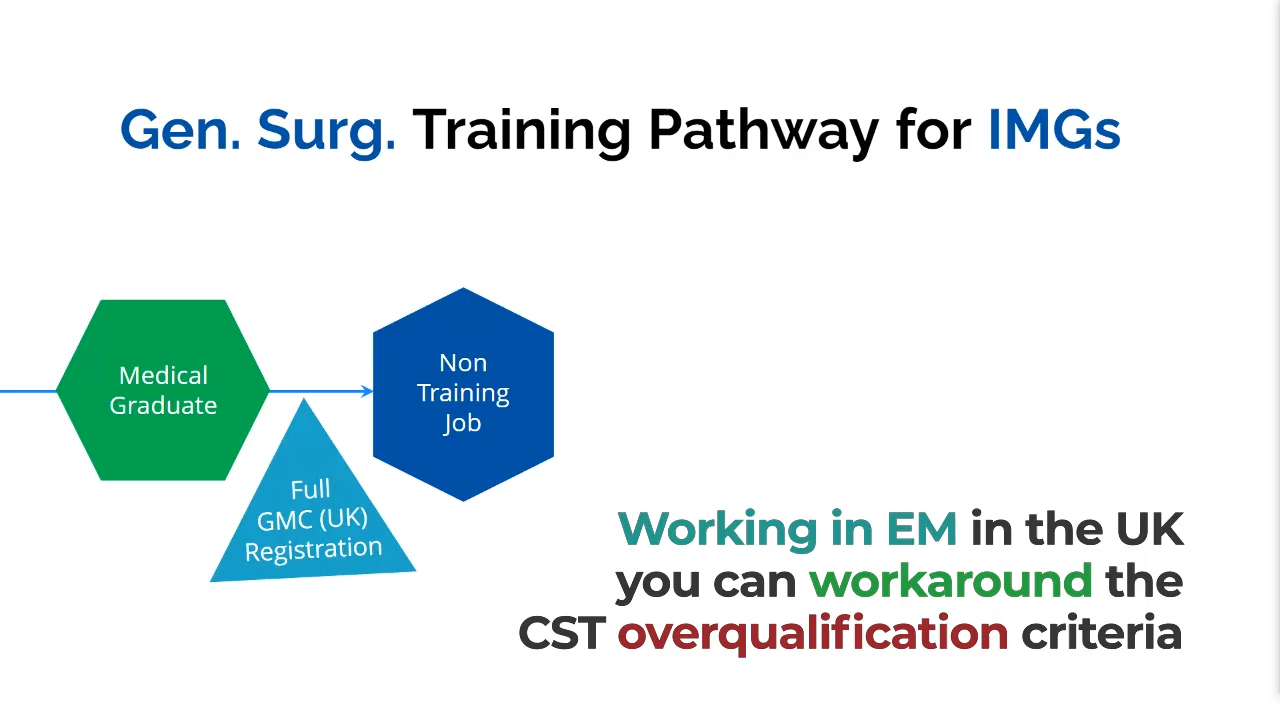 Gen. Surg. Training Pathway for IMGs
Medical
Graduate
Non
Training
Job
Full
GMC (UK)
Registration
Working in EM in the UK
you can workaround the
CST overqualification criteria